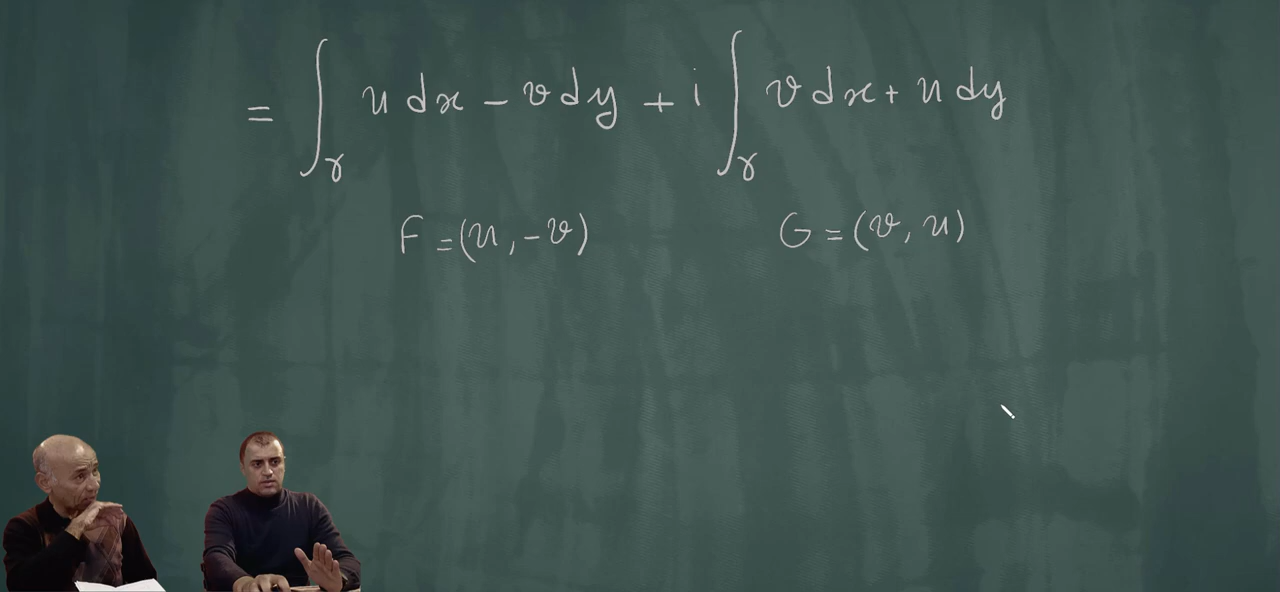 = ∫_γ u dx − v dy + i ∫_γ v dx + u dy
F = (u, −v) G = (v, u)